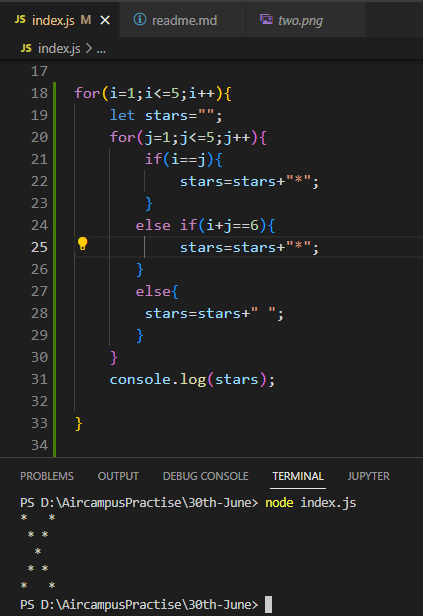 JS index.js M × ⓘ readme.md two.png
JS index.js > ...
17
18 for(i=1;i<=5;i++){
19 let stars="";
20 for(j=1;j<=5;j++){
21 if(i==j){
22 stars=stars+"*";
23 }
24 else if(i+j==6){
25 stars=stars+"*";
26 }
27 else{
28 stars=stars+" ";
29 }
30 }
31 console.log(stars);
32
33 }
34
PROBLEMS OUTPUT DEBUG CONSOLE TERMINAL JUPYTER
PS D:\AircampusPractise\30th-June> node index.js
*   *
 * *
  *
 * *
*   *
PS D:\AircampusPractise\30th-June>